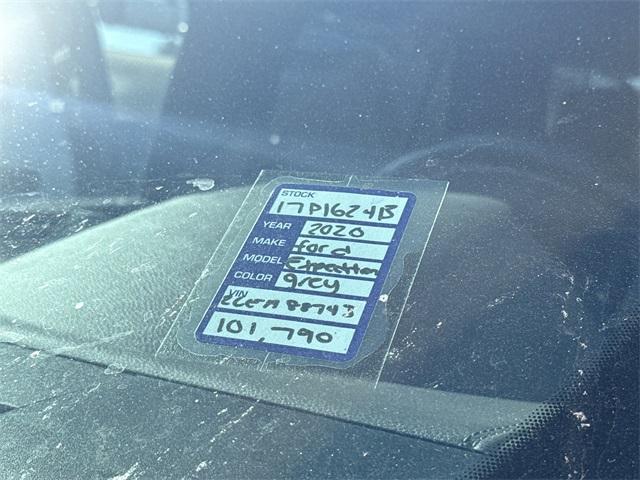 STOCK
17P1624B
YEAR 2020
MAKE ford
MODEL Expedition
COLOR grey
VIN
101,790